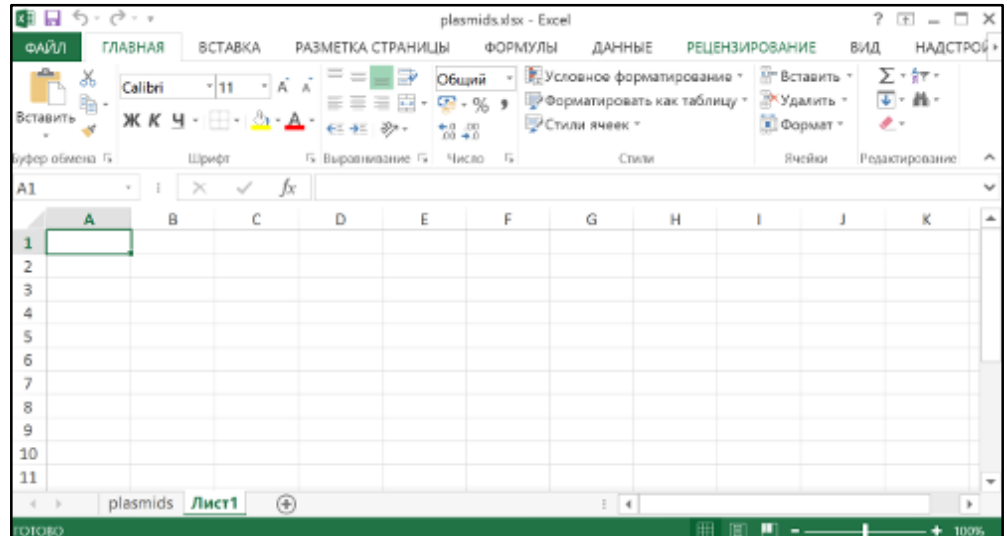 plasmids.xlsx - Excel
ФАЙЛ ГЛАВНАЯ ВСТАВКА РАЗМЕТКА СТРАНИЦЫ ФОРМУЛЫ ДАННЫЕ РЕЦЕНЗИРОВАНИЕ ВИД НАДСТРОЙ
Вставить Calibri 11 Общий Условное форматирование Вставить
Ж К Ч % Форматировать как таблицу Удалить
Стили ячеек Формат
Буфер обмена Шрифт Выравнивание Число Стили Ячейки Редактирование
A1 fx
A B C D E F G H I J K
1
2
3
4
5
6
7
8
9
10
11
plasmids Лист1
ГОТОВО 100%